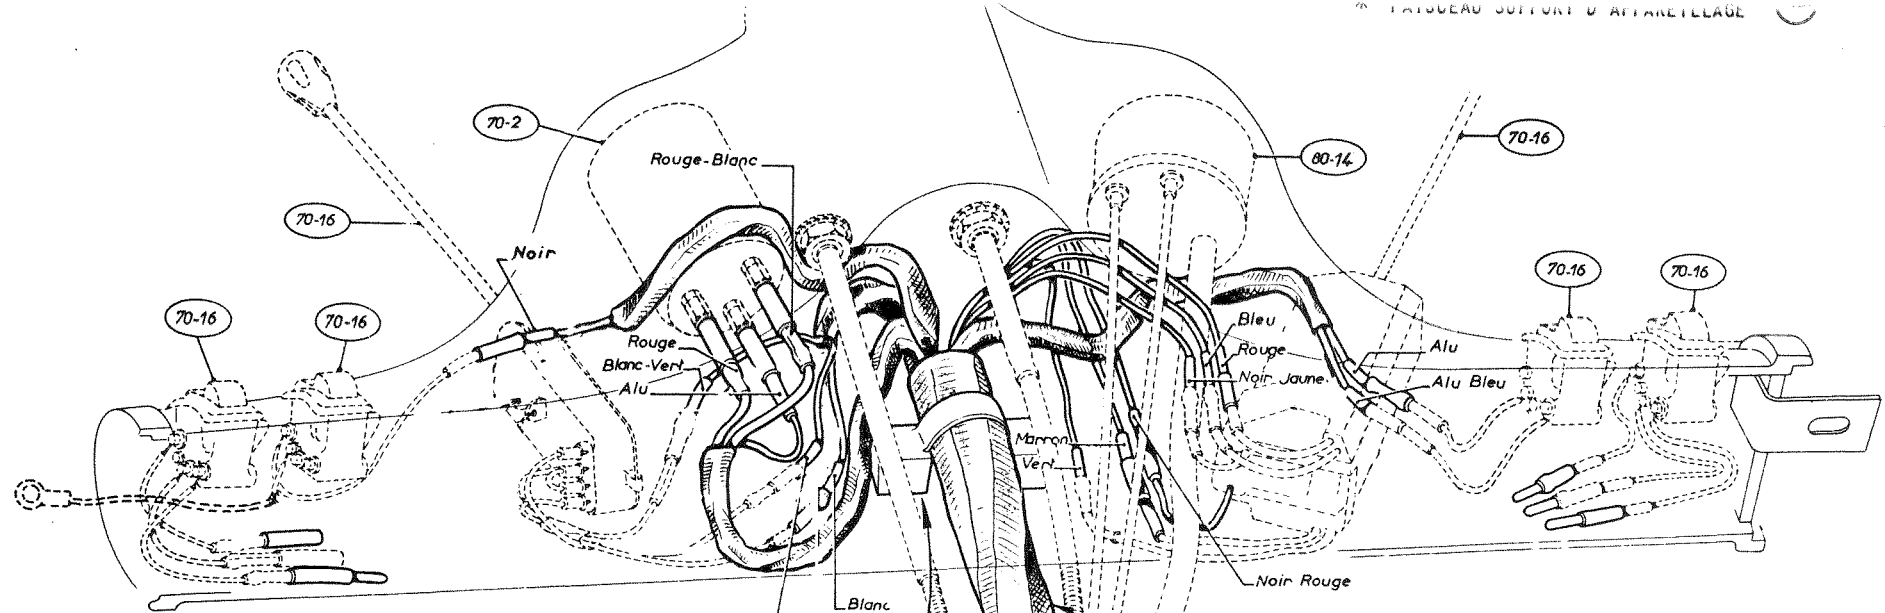 * FAISCEAU SUPPORT D'APPAREILLAGE
70-2
Rouge-Blanc
80-14
70-16
70-16
Noir
70-16
70-16
70-16
70-16
Rouge
Blanc-Vert
Alu
Bleu
Rouge
Noir Jaune
Alu
Alu Bleu
Marron
Vert
Noir Rouge
Blanc